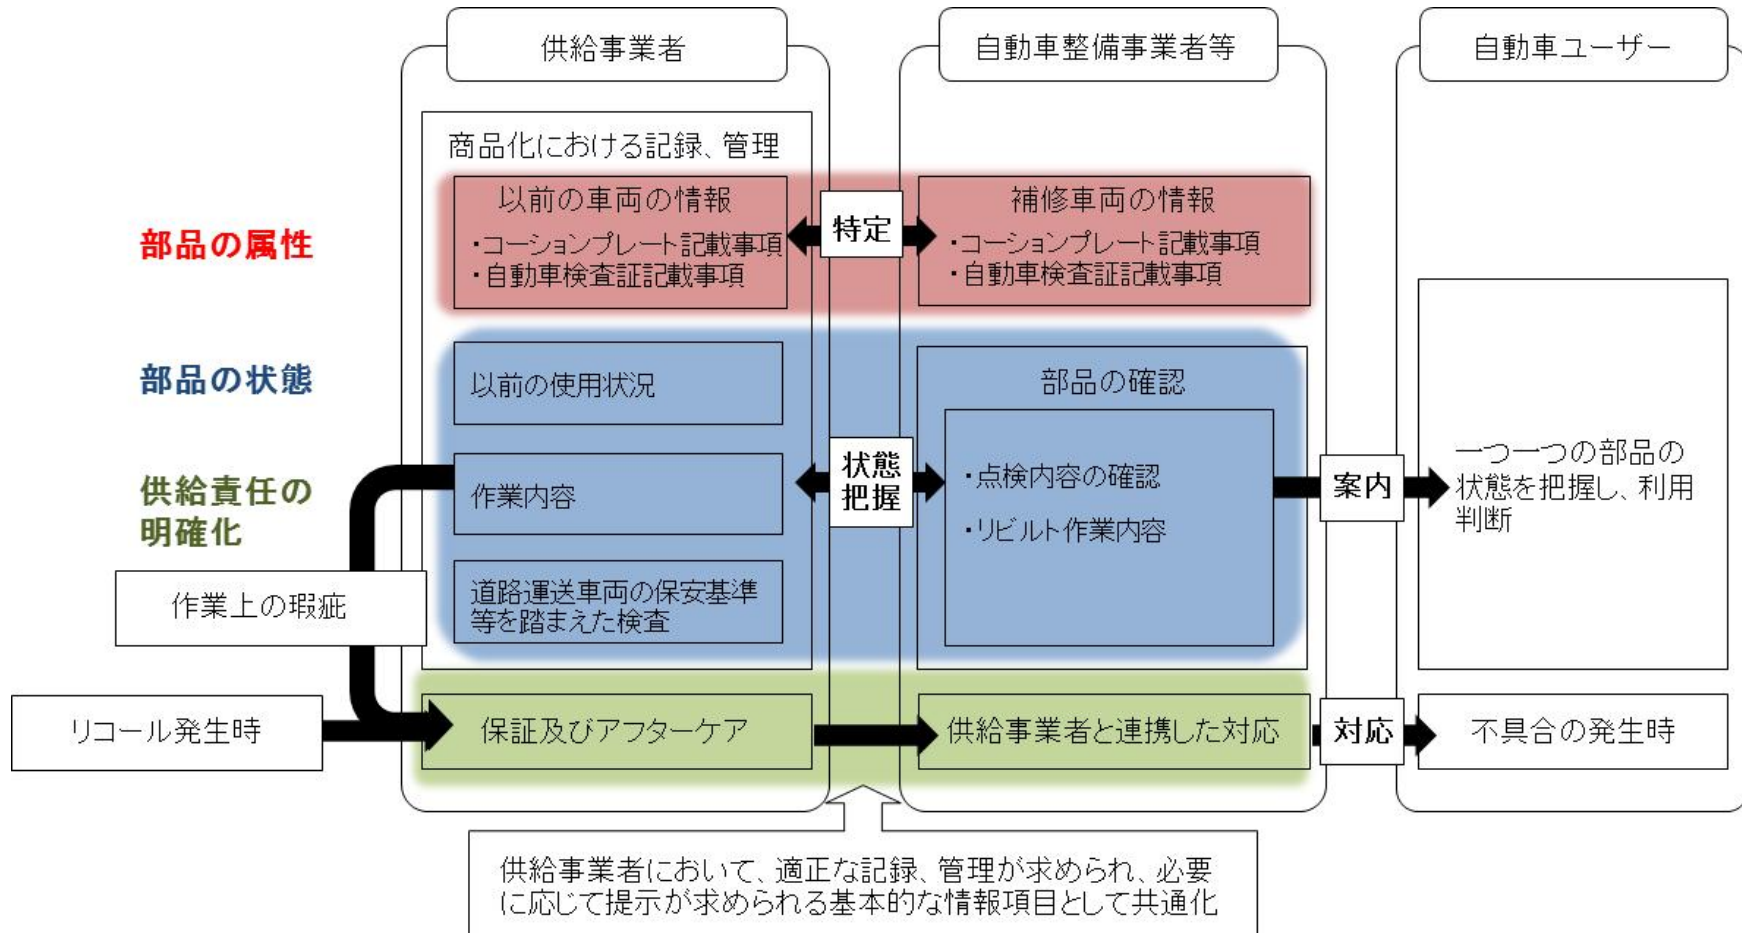 供給事業者
自動車整備事業者等
自動車ユーザー
商品化における記録、管理
部品の属性
以前の車両の情報
・コーションプレート記載事項
・自動車検査証記載事項
特定
補修車両の情報
・コーションプレート記載事項
・自動車検査証記載事項
部品の状態
以前の使用状況
部品の確認
供給責任の
明確化
作業内容
状態
把握
・点検内容の確認
・リビルト作業内容
案内
一つ一つの部品の
状態を把握し、利用
判断
作業上の瑕疵
道路運送車両の保安基準
等を踏まえた検査
リコール発生時
保証及びアフターケア
供給事業者と連携した対応
対応
不具合の発生時
供給事業者において、適正な記録、管理が求められ、必要
に応じて提示が求められる基本的な情報項目として共通化